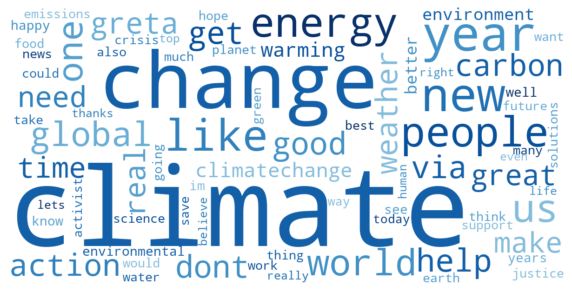 emissions
happy
food
news
could
take
one
greta
crisis
also
hope
top
get
planet
much
warming
energy
environment
year
want
better
right
carbon
need
thanks
change
green
best
weather
new
well
future
many
solutions
global
like
good
people
even
time
real
going
climatechange
human
via
great
life
climate
lets
know
activist
science
save
im
believe
way
today
see
think
support
us
make
years
justice
action
environmental
would
water
dont
work
thing
really
world
help
earth